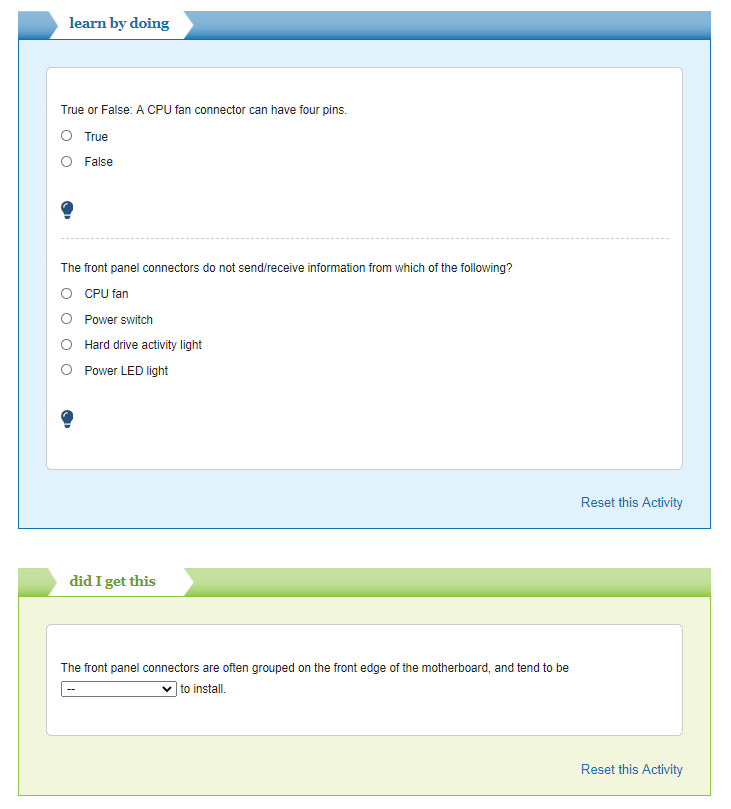 learn by doing
True or False: A CPU fan connector can have four pins.
True
False
The front panel connectors do not send/receive information from which of the following?
CPU fan
Power switch
Hard drive activity light
Power LED light
Reset this Activity
did I get this
The front panel connectors are often grouped on the front edge of the motherboard, and tend to be
-- to install.
Reset this Activity